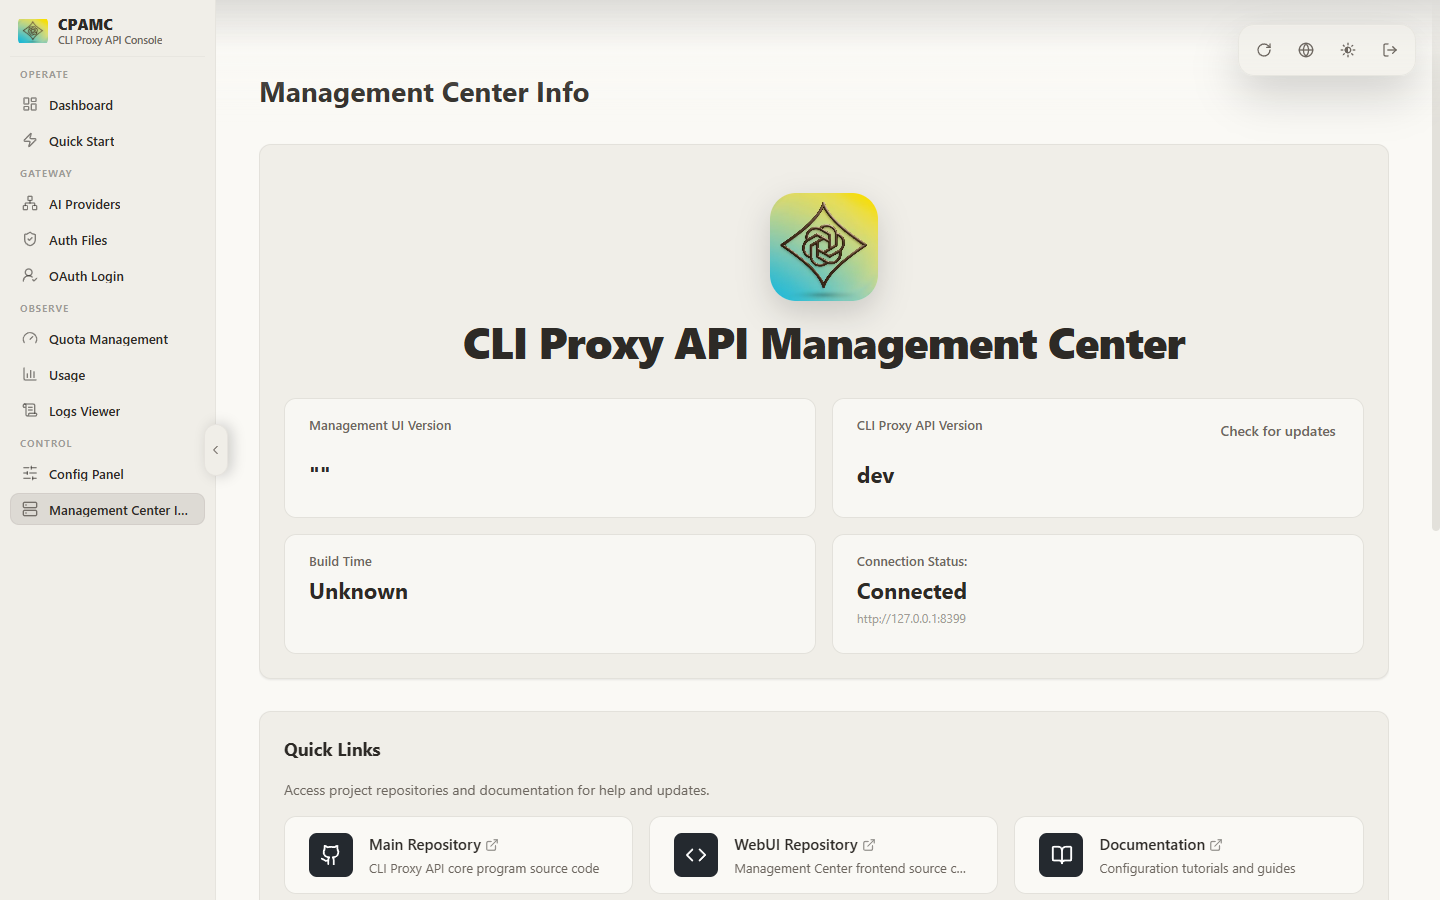 CPAMC
CLI Proxy API Console
OPERATE
Dashboard
Quick Start
GATEWAY
AI Providers
Auth Files
OAuth Login
OBSERVE
Quota Management
Usage
Logs Viewer
CONTROL
Config Panel
Management Center I...
Management Center Info
CLI Proxy API Management Center
Management UI Version
""
CLI Proxy API Version
Check for updates
dev
Build Time
Unknown
Connection Status:
Connected
http://127.0.0.1:8399
Quick Links
Access project repositories and documentation for help and updates.
Main Repository
CLI Proxy API core program source code
WebUI Repository
Management Center frontend source c...
Documentation
Configuration tutorials and guides